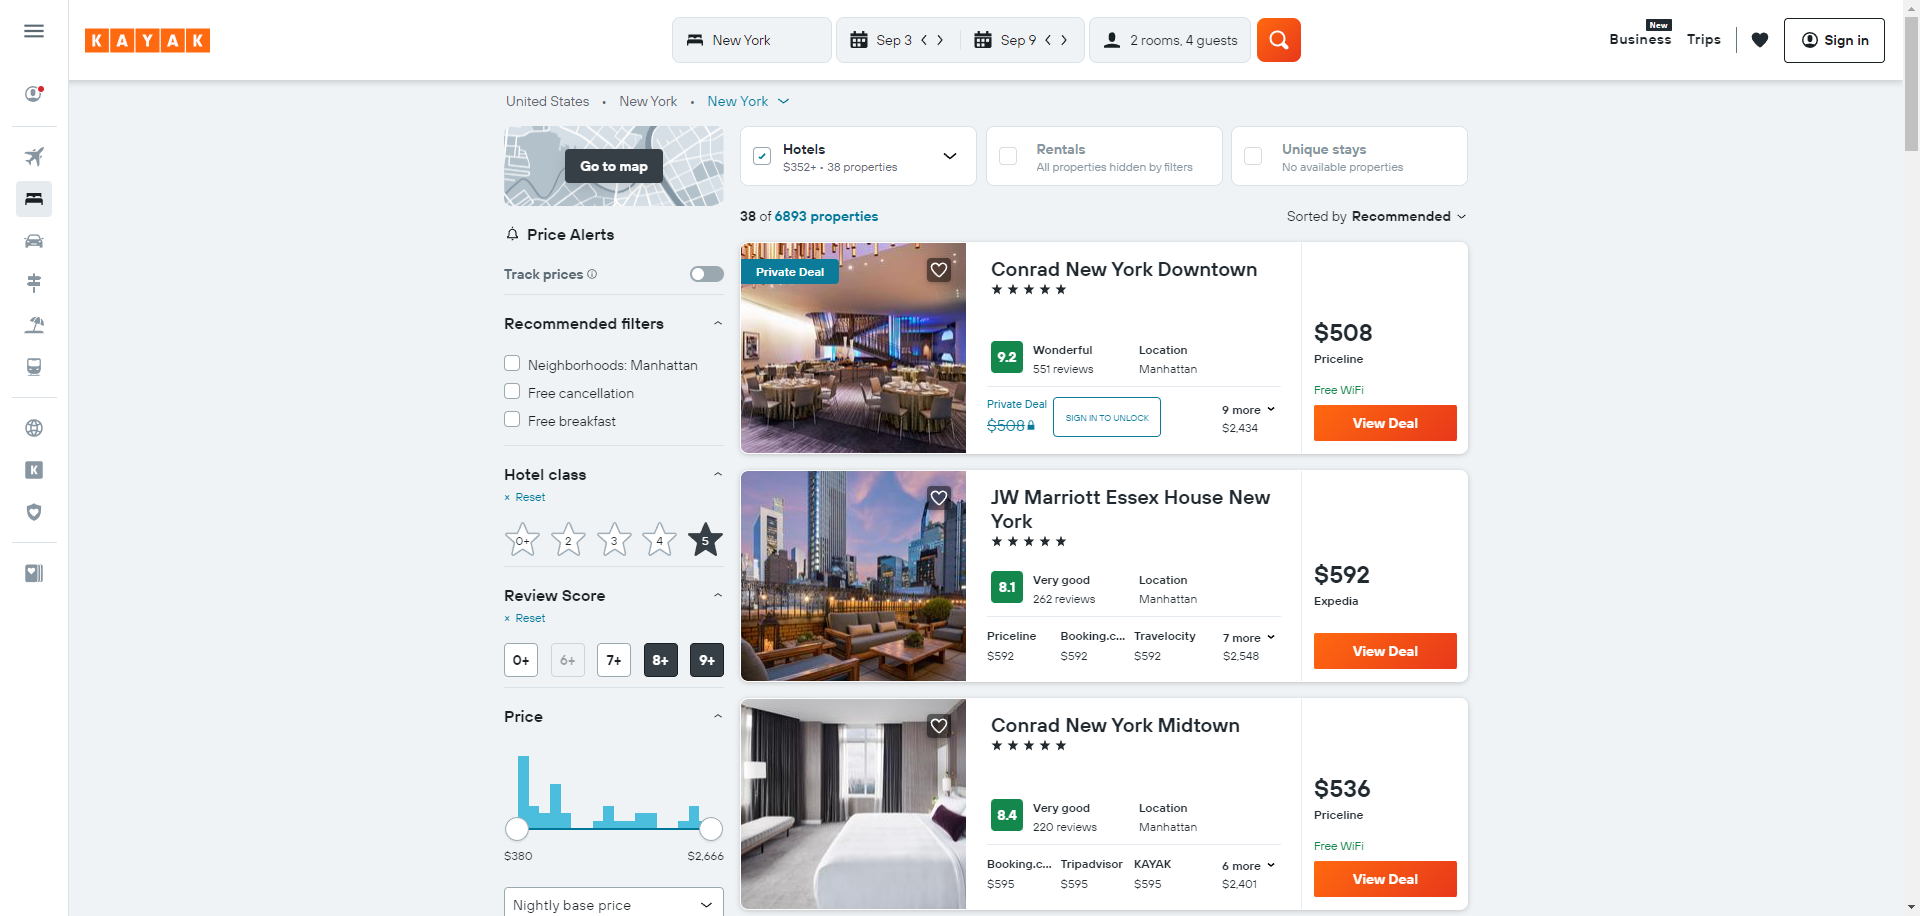 KAYAK
New York
Sep 3
Sep 9
2 rooms, 4 guests
New
Business
Trips
Sign in
United States • New York • New York
Go to map
Hotels
$352+ • 38 properties
Rentals
All properties hidden by filters
Unique stays
No available properties
38 of 6893 properties
Sorted by Recommended
Price Alerts
Track prices
Recommended filters
Neighborhoods: Manhattan
Free cancellation
Free breakfast
Hotel class
× Reset
0+ 2 3 4 5
Review Score
× Reset
0+ 6+ 7+ 8+ 9+
Price
$380 $2,666
Nightly base price
Private Deal
Conrad New York Downtown
9.2
Wonderful
551 reviews
Location
Manhattan
Private Deal
$508
SIGN IN TO UNLOCK
9 more
$2,434
$508
Priceline
Free WiFi
View Deal
JW Marriott Essex House New
York
8.1
Very good
262 reviews
Location
Manhattan
Priceline
$592
Booking.c...
$592
Travelocity
$592
7 more
$2,548
$592
Expedia
View Deal
Conrad New York Midtown
8.4
Very good
220 reviews
Location
Manhattan
Booking.c...
$595
Tripadvisor
$595
KAYAK
$595
6 more
$2,401
$536
Priceline
Free WiFi
View Deal
K